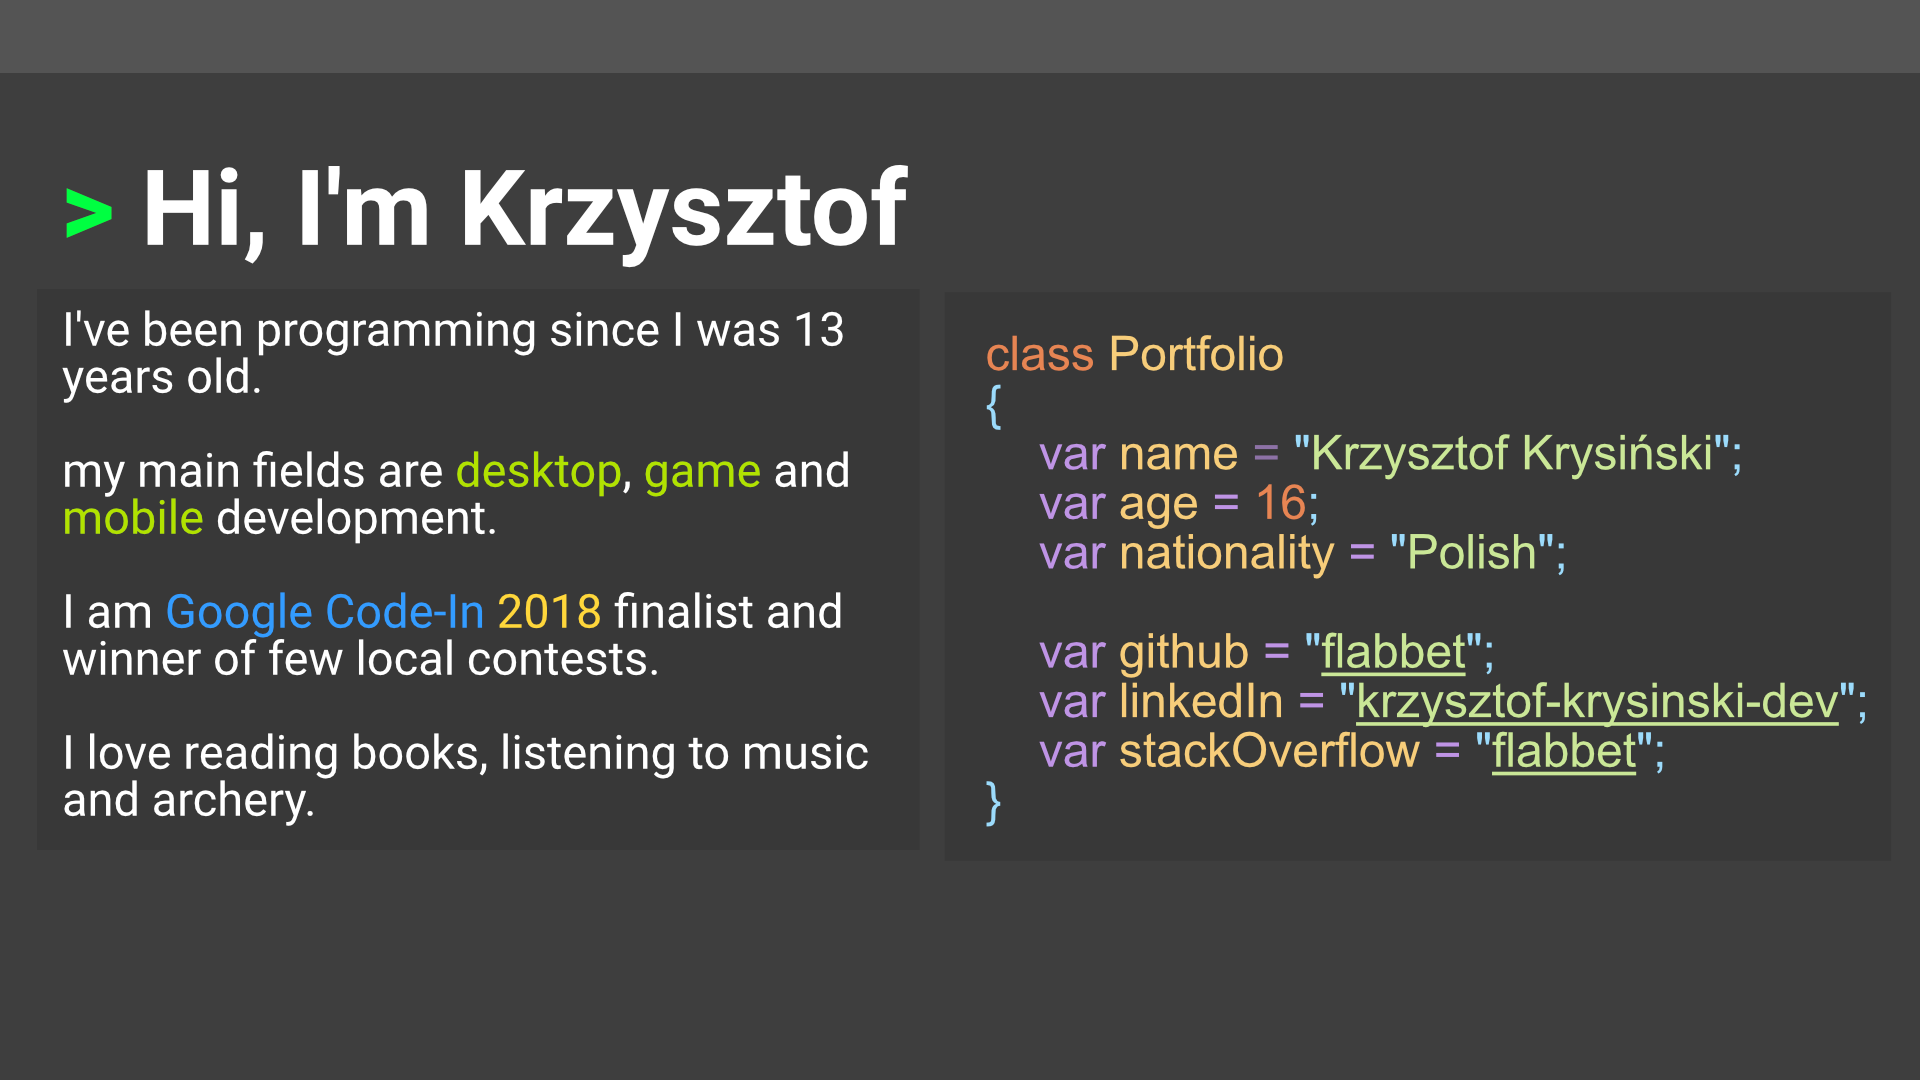 > Hi, I'm Krzysztof
I've been programming since I was 13
years old.
my main fields are desktop, game and
mobile development.
I am Google Code-In 2018 finalist and
winner of few local contests.
I love reading books, listening to music
and archery.
class Portfolio
{
var name = "Krzysztof Krysiński";
var age = 16;
var nationality = "Polish";
var github = "flabbet";
var linkedIn = "krzysztof-krysinski-dev";
var stackOverflow = "flabbet";
}